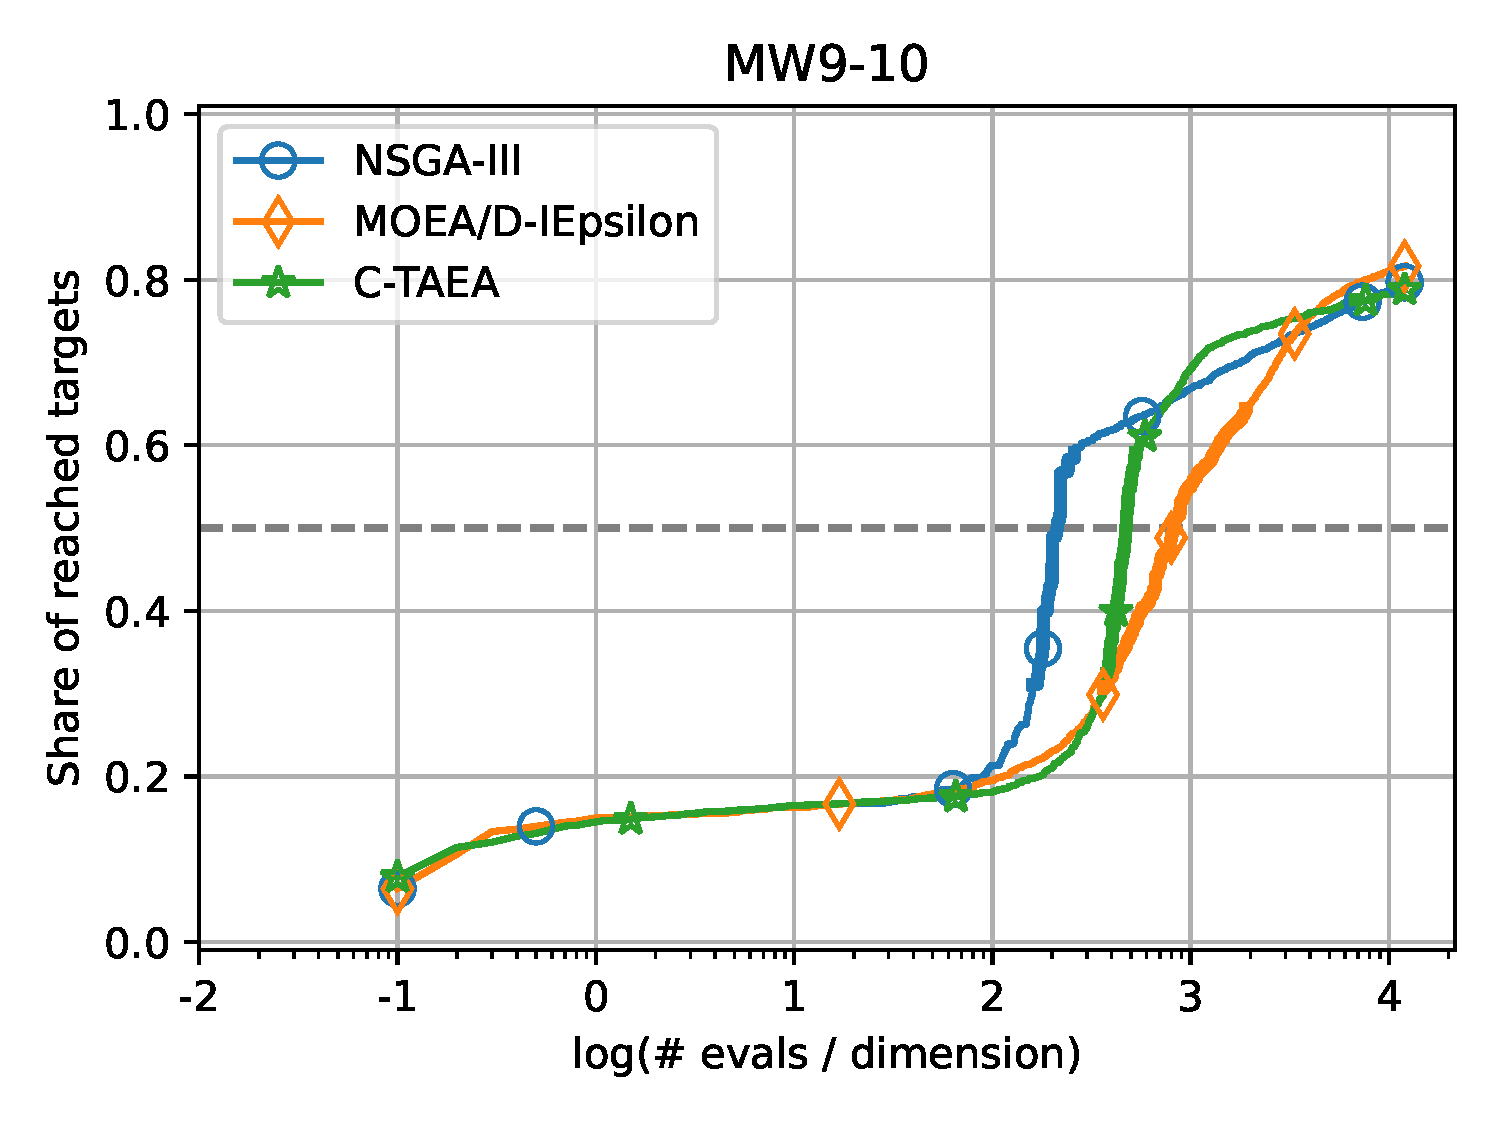 MW9-10
1.0
0.8
0.6
0.4
0.2
0.0
Share of reached targets
NSGA-III
MOEA/D-IEpsilon
C-TAEA
-2 -1 0 1 2 3 4
log(# evals / dimension)